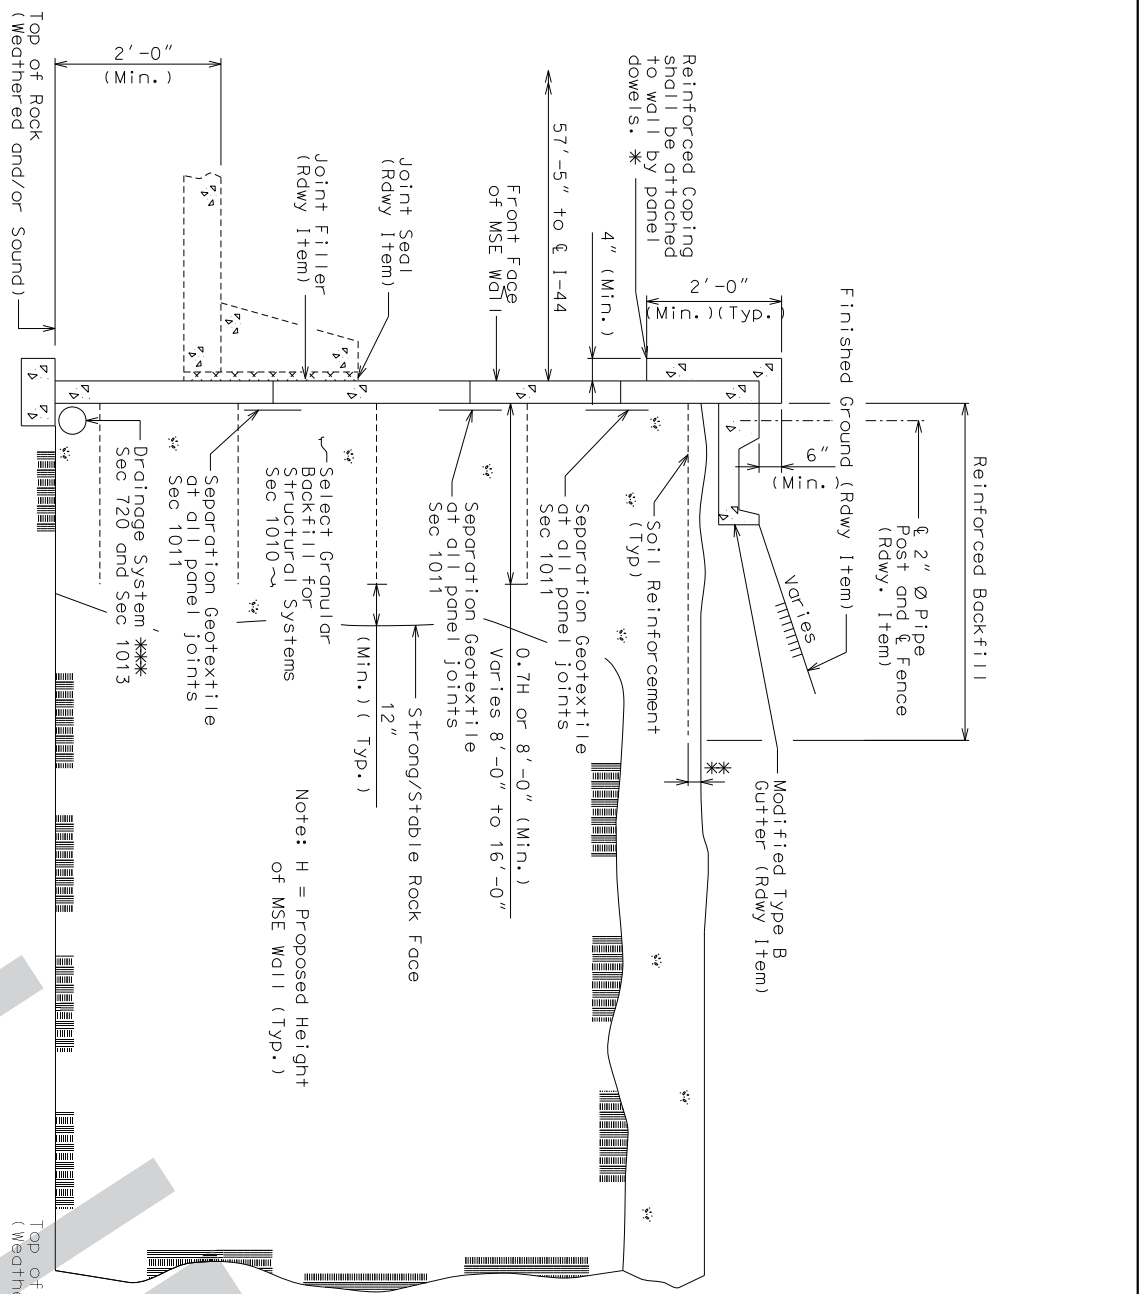 Reinforced Backfill
℄ 2" Ø Pipe
Post and ℄ Fence
(Rdwy. Item)
Finished Ground (Rdwy Item)
Varies
6"
(Min.)
2'-0"
(Min.)(Typ.)
Modified Type B
Gutter (Rdwy Item)
**
Reinforced Coping
shall be attached
to wall by panel
dowels. *
4" (Min.)
57'-5" to ℄ I-44
Front Face
of MSE Wall
Soil Reinforcement
(Typ)
Separation Geotextile
at all panel joints
Sec 1011
0.7H or 8'-0" (Min.)
Varies 8'-0" to 16'-0"
Separation Geotextile
at all panel joints
Sec 1011
Strong/Stable Rock Face
12"
(Min.)( Typ.)
Joint Seal
(Rdwy Item)
Joint Filler
(Rdwy Item)
Select Granular
Backfill for
Structural Systems
Sec 1010
Note: H = Proposed Height
of MSE Wall (Typ.)
Separation Geotextile
at all panel joints
Sec 1011
2'-0"
(Min.)
Drainage System, ***
Sec 720 and Sec 1013
Top of Rock
(Weathered and/or Sound)
Top of
(Weathe